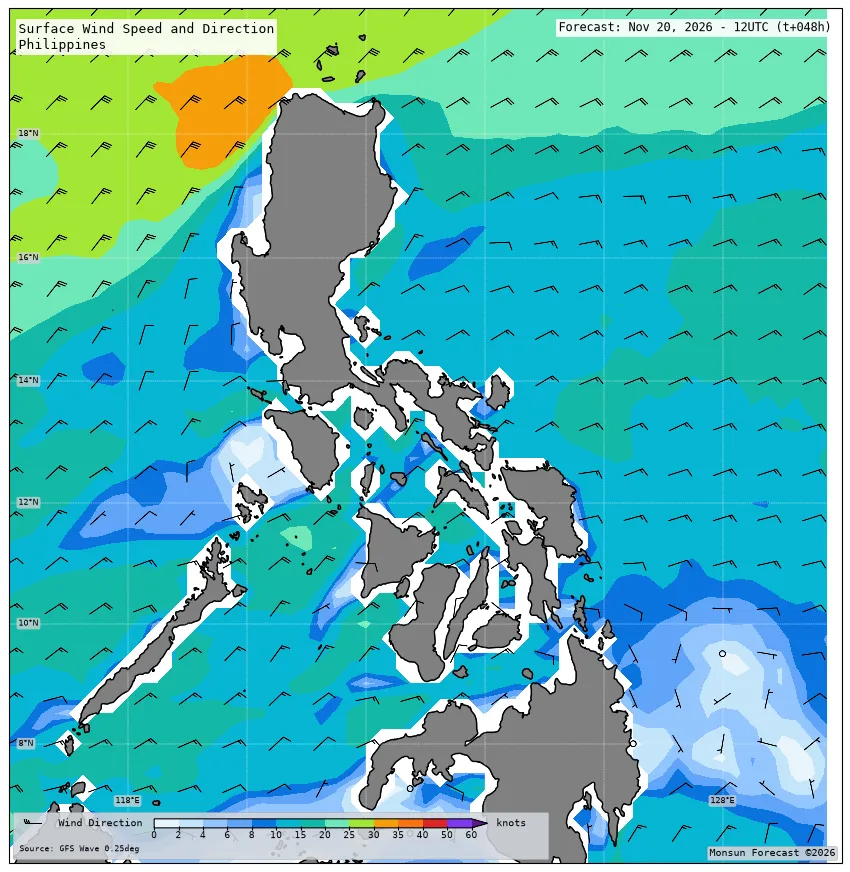 Surface Wind Speed and Direction
Philippines
Forecast: Nov 20, 2026 - 12UTC (t+048h)
18°N
16°N
14°N
12°N
10°N
8°N
118°E
128°E
Wind Direction
knots
0 2 4 6 8 10 15 20 25 30 35 40 50 60
Source: GFS Wave 0.25deg
Monsun Forecast ©2026